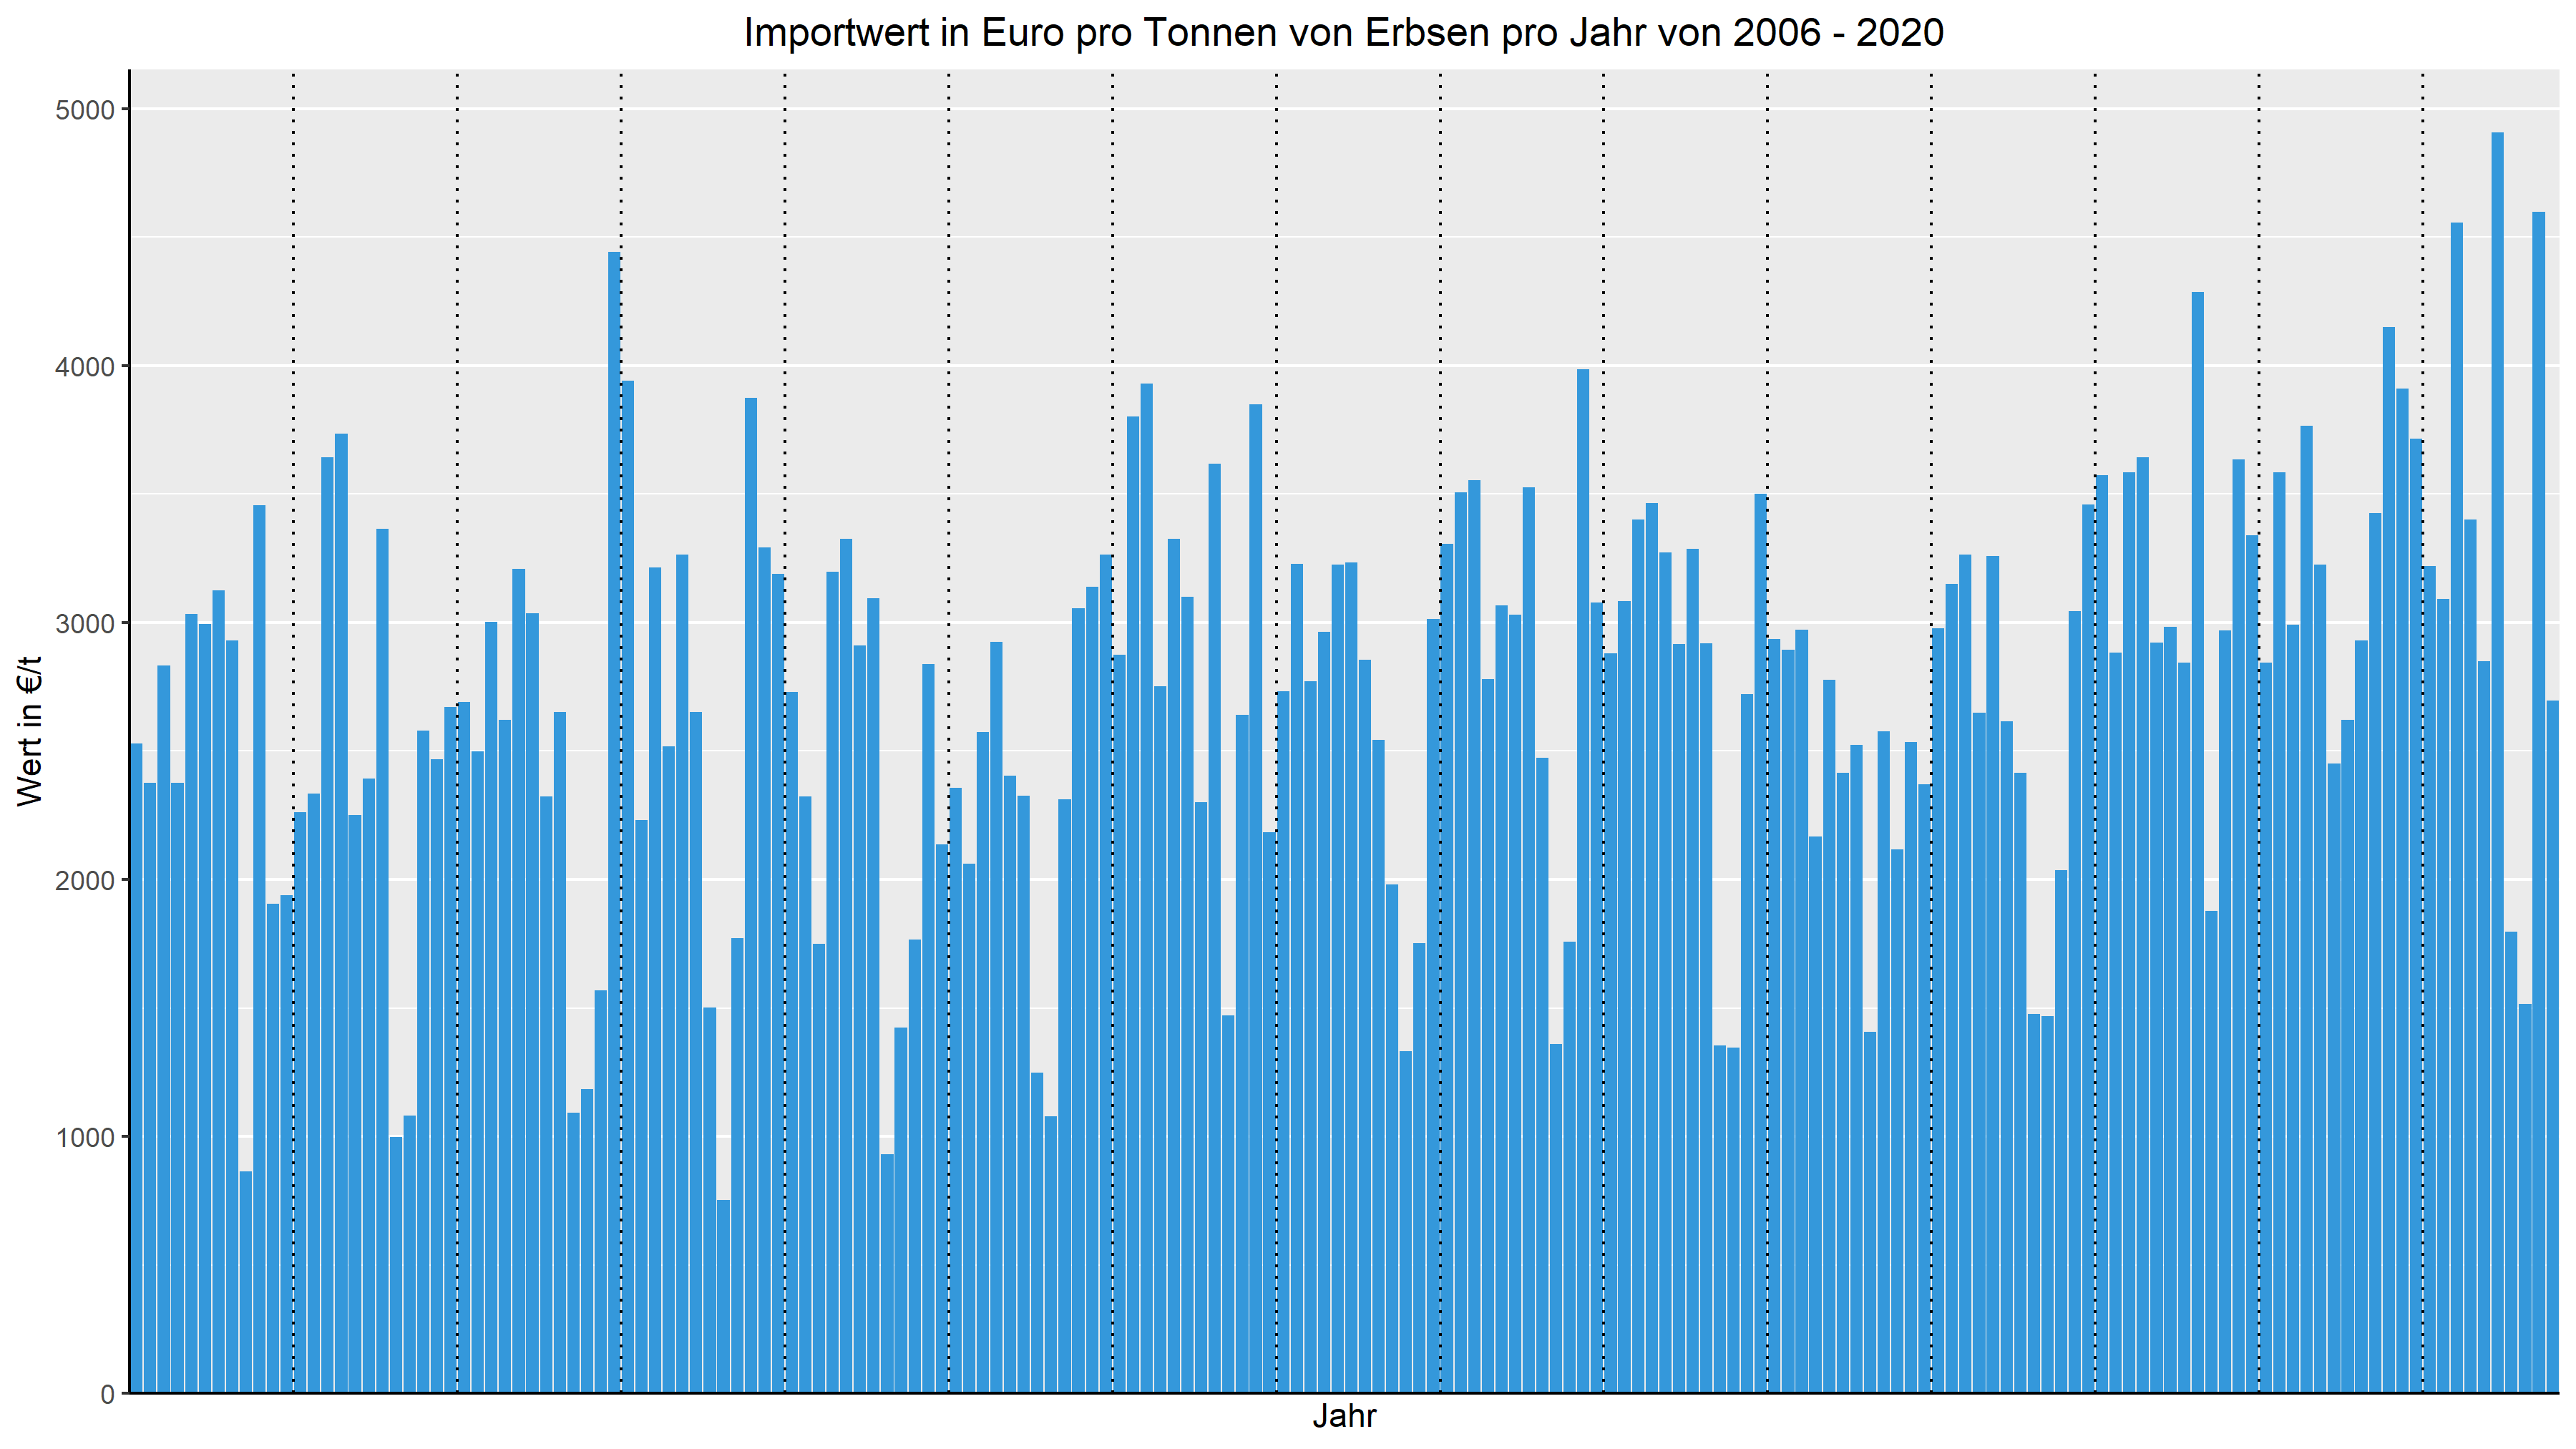 Importwert in Euro pro Tonnen von Erbsen pro Jahr von 2006 - 2020
5000
4000
3000
2000
1000
0
Wert in €/t
Jahr